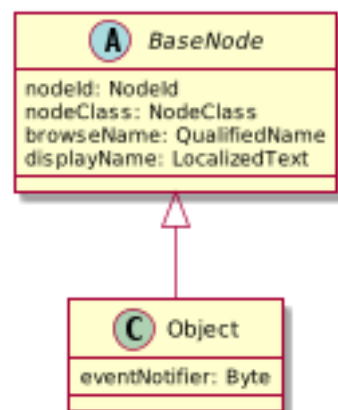 A BaseNode
nodeId: NodeId
nodeClass: NodeClass
browseName: QualifiedName
displayName: LocalizedText
C Object
eventNotifier: Byte